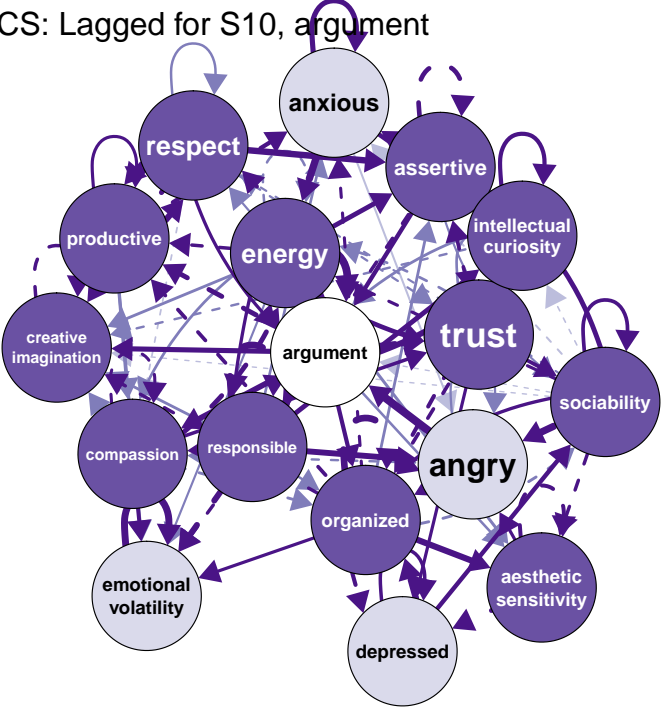 CS: Lagged for S10, argument
anxious
respect
assertive
intellectual
curiosity
productive
energy
trust
creative
imagination
argument
sociability
compassion
responsible
angry
organized
emotional
volatility
aesthetic
sensitivity
depressed